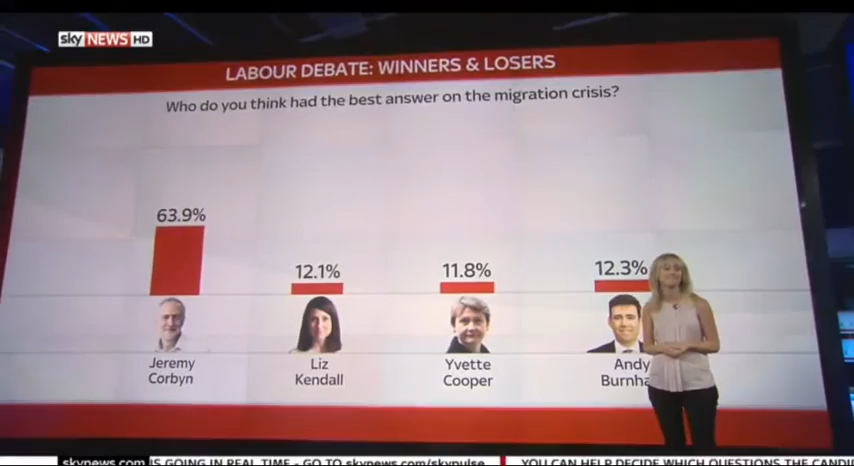 sky NEWS HD
LABOUR DEBATE: WINNERS & LOSERS
Who do you think had the best answer on the migration crisis?
63.9%
12.1%
11.8%
12.3%
Jeremy
Corbyn
Liz
Kendall
Yvette
Cooper
Andy
Burnha
skynews.com IS GOING IN REAL TIME - GO TO skynews.com/skypulse YOU CAN HELP DECIDE WHICH QUESTIONS THE CANDI